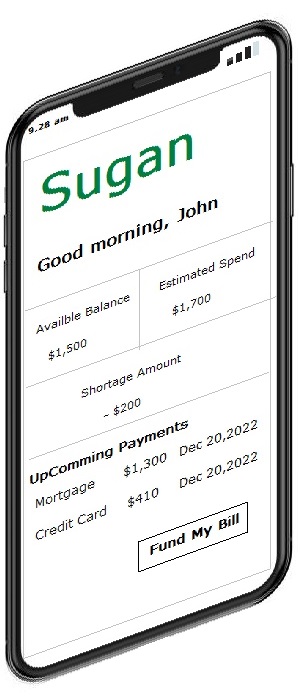 9.28 am
Sugan
Good morning, John
Availble Balance
$1,500
Estimated Spend
$1,700
Shortage Amount
~ $200
UpComming Payments
Mortgage $1,300 Dec 20,2022
Credit Card $410 Dec 20,2022
Fund My Bill